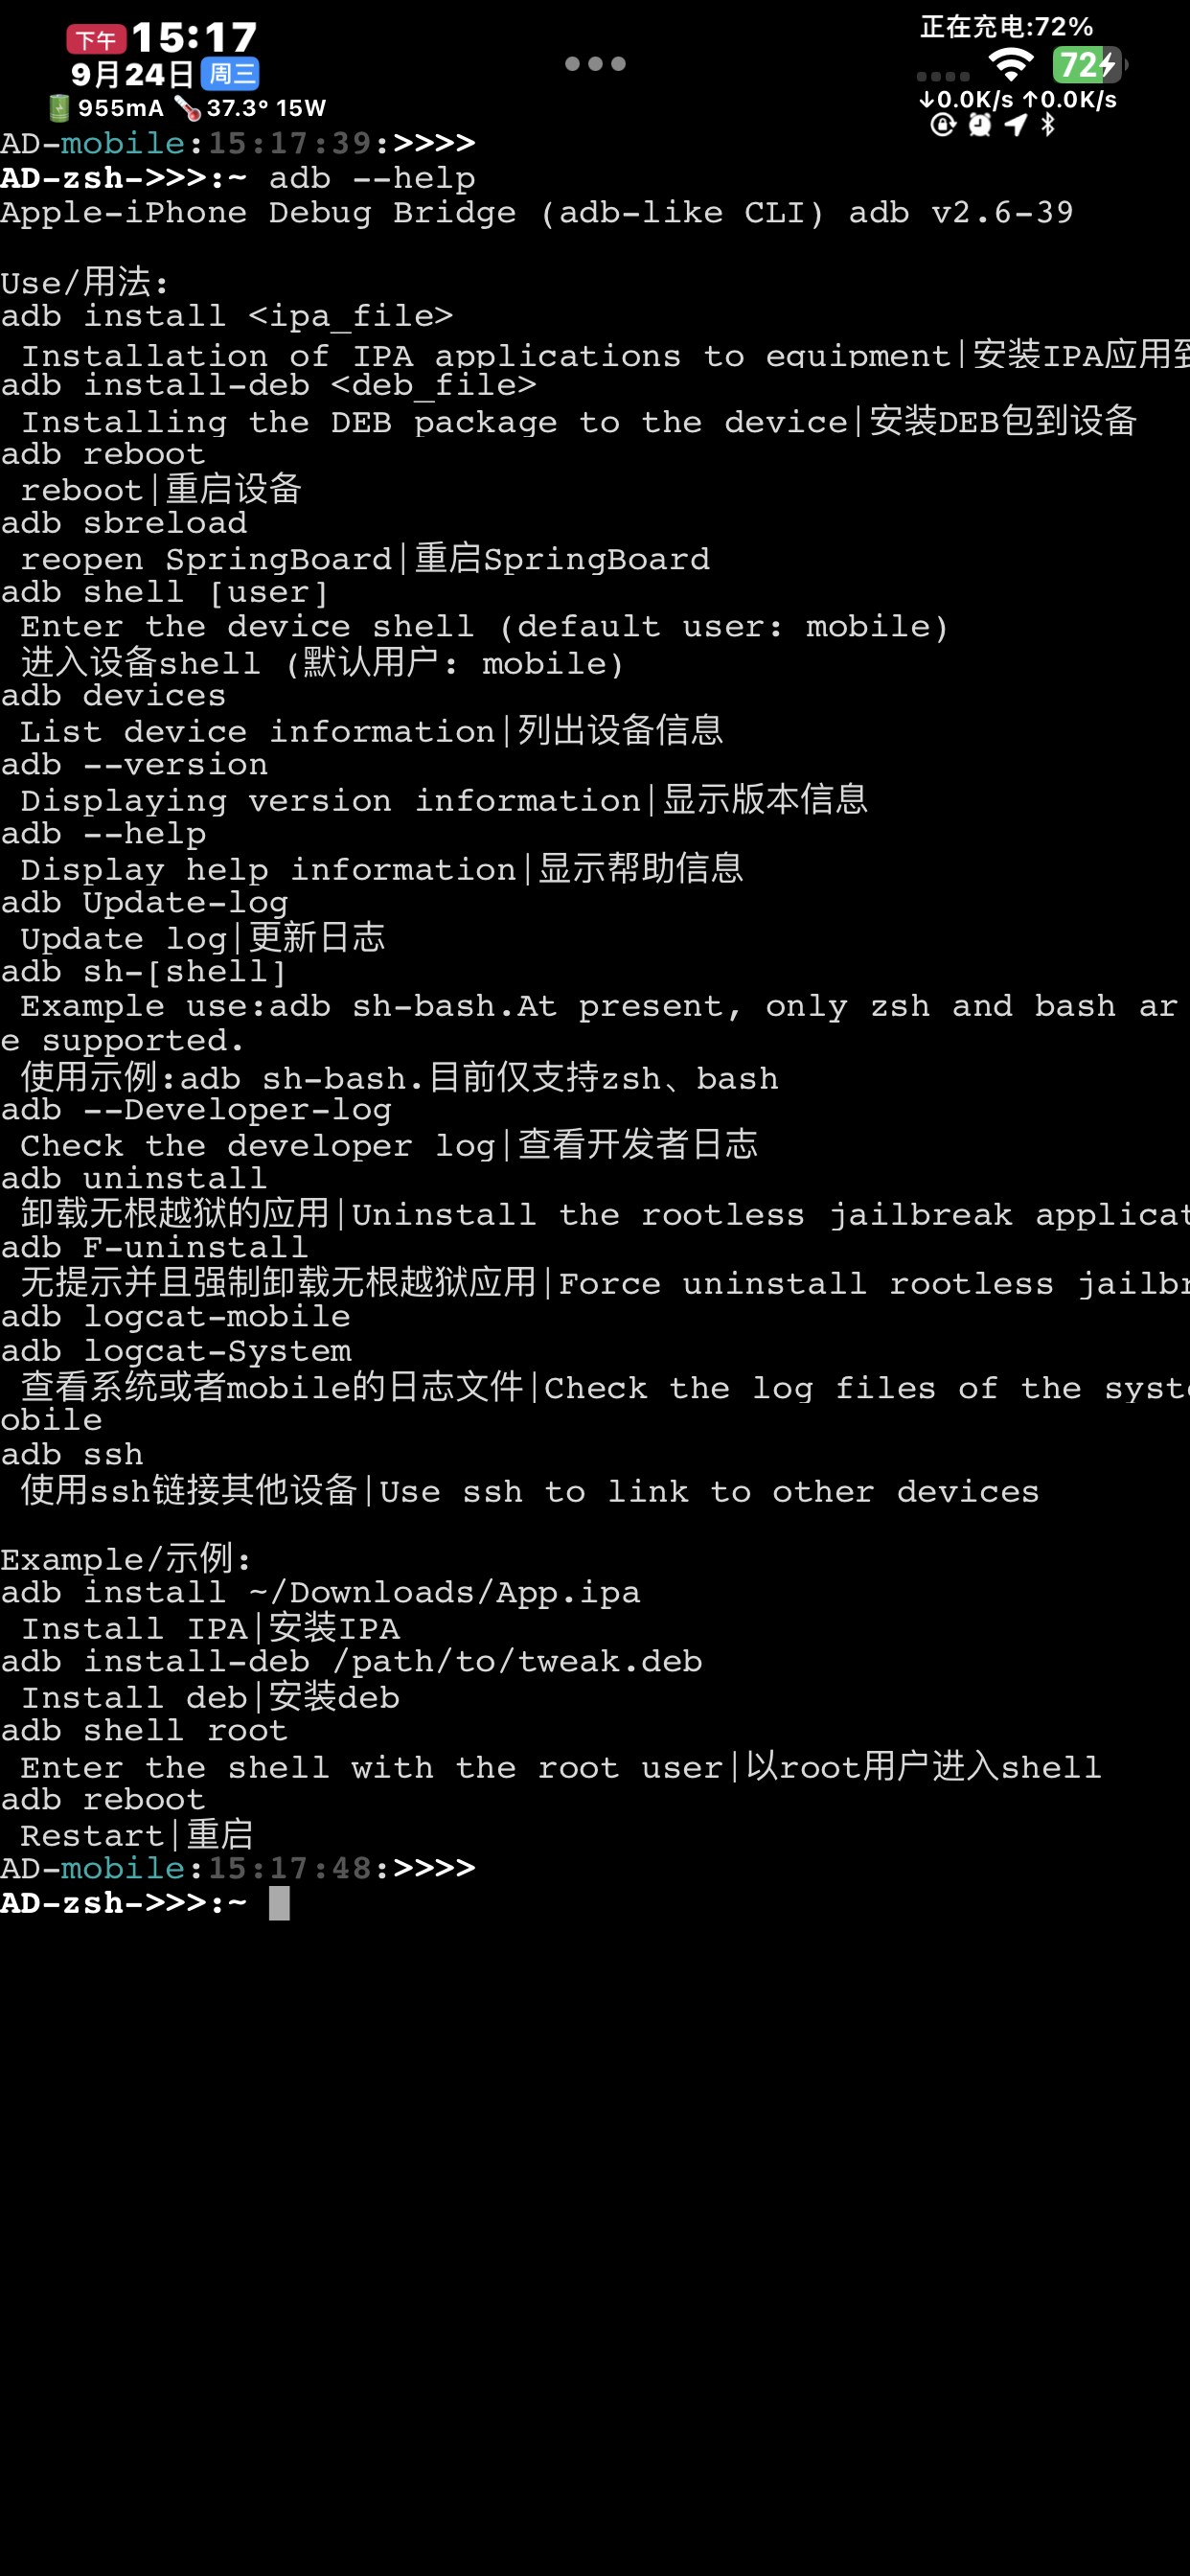 下午 15:17
9月24日 周三
955mA 37.3° 15W
正在充电:72%
72
↓0.0K/s ↑0.0K/s
AD-mobile:15:17:39:>>>>
AD-zsh->>>:~ adb --help
Apple-iPhone Debug Bridge (adb-like CLI) adb v2.6-39
Use/用法:
adb install <ipa_file>
Installation of IPA applications to equipment|安装IPA应用到
adb install-deb <deb_file>
Installing the DEB package to the device|安装DEB包到设备
adb reboot
reboot|重启设备
adb sbreload
reopen SpringBoard|重启SpringBoard
adb shell [user]
Enter the device shell (default user: mobile)
进入设备shell (默认用户: mobile)
adb devices
List device information|列出设备信息
adb --version
Displaying version information|显示版本信息
adb --help
Display help information|显示帮助信息
adb Update-log
Update log|更新日志
adb sh-[shell]
Example use:adb sh-bash.At present, only zsh and bash ar
e supported.
使用示例:adb sh-bash.目前仅支持zsh、bash
adb --Developer-log
Check the developer log|查看开发者日志
adb uninstall
卸载无根越狱的应用|Uninstall the rootless jailbreak applicat
adb F-uninstall
无提示并且强制卸载无根越狱应用|Force uninstall rootless jailbr
adb logcat-mobile
adb logcat-System
查看系统或者mobile的日志文件|Check the log files of the syste
obile
adb ssh
使用ssh链接其他设备|Use ssh to link to other devices
Example/示例:
adb install ~/Downloads/App.ipa
Install IPA|安装IPA
adb install-deb /path/to/tweak.deb
Install deb|安装deb
adb shell root
Enter the shell with the root user|以root用户进入shell
adb reboot
Restart|重启
AD-mobile:15:17:48:>>>>
AD-zsh->>>:~